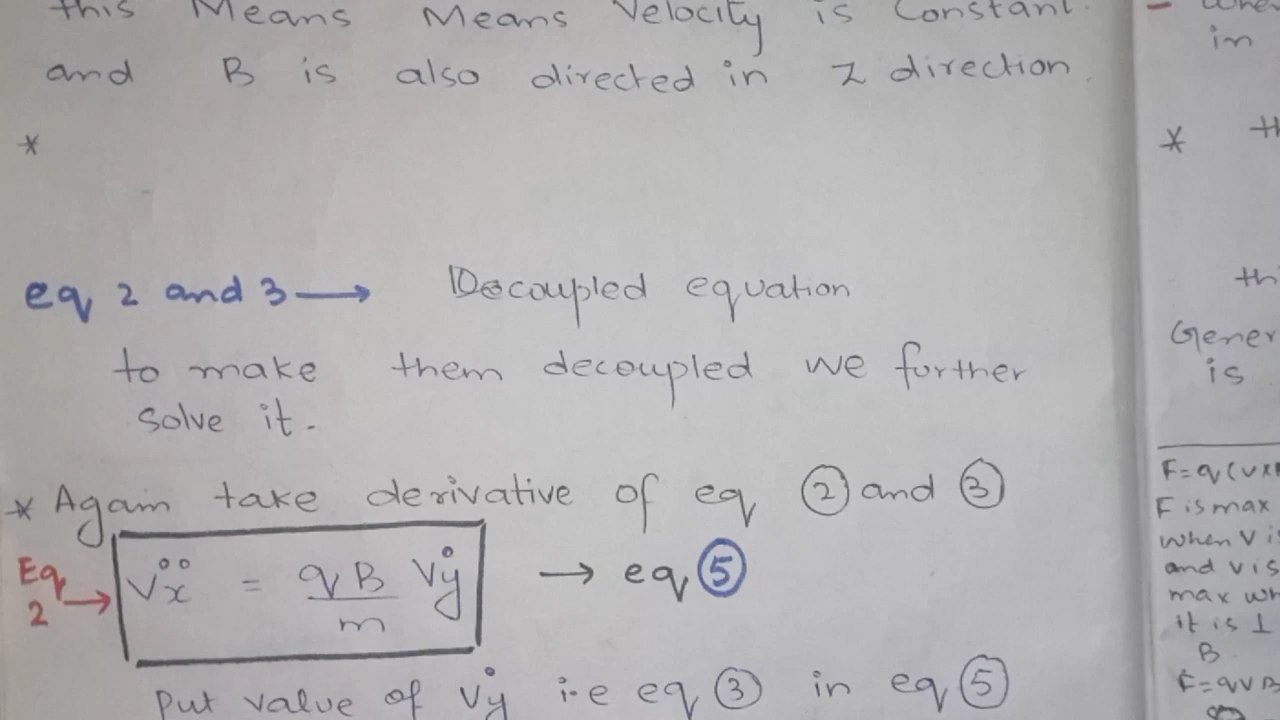 this Means Means Velocity is Constant.
and B is also directed in Z direction.
*
eq 2 and 3 → Decoupled equation
to make them decoupled we further
solve it.
* Again take derivative of eq ② and ③
Eq 2 → v̈x = qB/m v̇y → eq ⑤
Put value of v̇y i.e eq ③ in eq ⑤
in
*
Gener
is
F=q(vx
F is max
when v i
and v is
max wh
it is ⊥
B
F=qvB